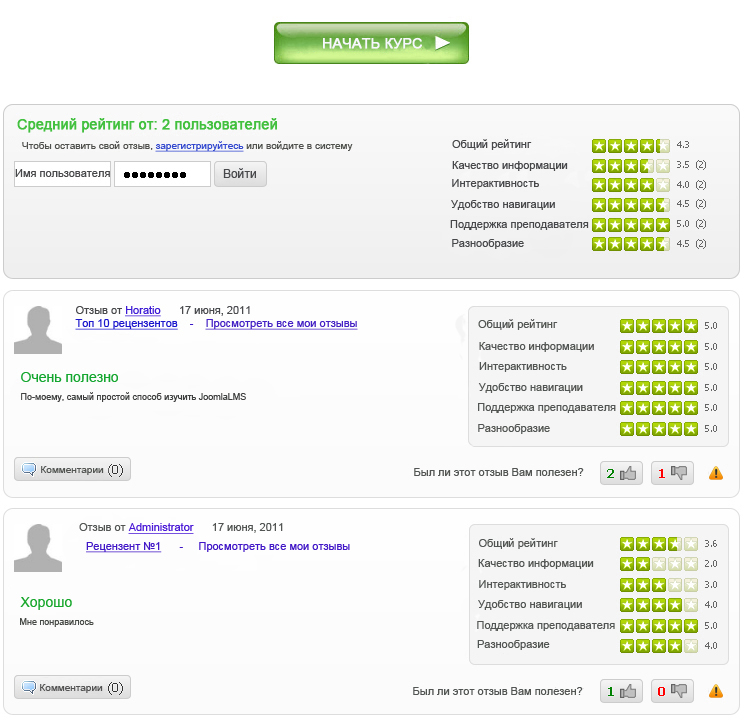 НАЧАТЬ КУРС
Средний рейтинг от: 2 пользователей
Чтобы оставить свой отзыв, зарегистрируйтесь или войдите в систему
Имя пользователя
Войти
Общий рейтинг 4.3
Качество информации 3.5 (2)
Интерактивность 4.0 (2)
Удобство навигации 4.5 (2)
Поддержка преподавателя 5.0 (2)
Разнообразие 4.5 (2)
Отзыв от Horatio 17 июня, 2011
Топ 10 рецензентов - Просмотреть все мои отзывы
Очень полезно
По-моему, самый простой способ изучить JoomlaLMS
Общий рейтинг 5.0
Качество информации 5.0
Интерактивность 5.0
Удобство навигации 5.0
Поддержка преподавателя 5.0
Разнообразие 5.0
Комментарии (0)
Был ли этот отзыв Вам полезен? 2 1
Отзыв от Administrator 17 июня, 2011
Рецензент №1 - Просмотреть все мои отзывы
Хорошо
Мне понравилось
Общий рейтинг 3.6
Качество информации 2.0
Интерактивность 3.0
Удобство навигации 4.0
Поддержка преподавателя 5.0
Разнообразие 4.0
Комментарии (0)
Был ли этот отзыв Вам полезен? 1 0